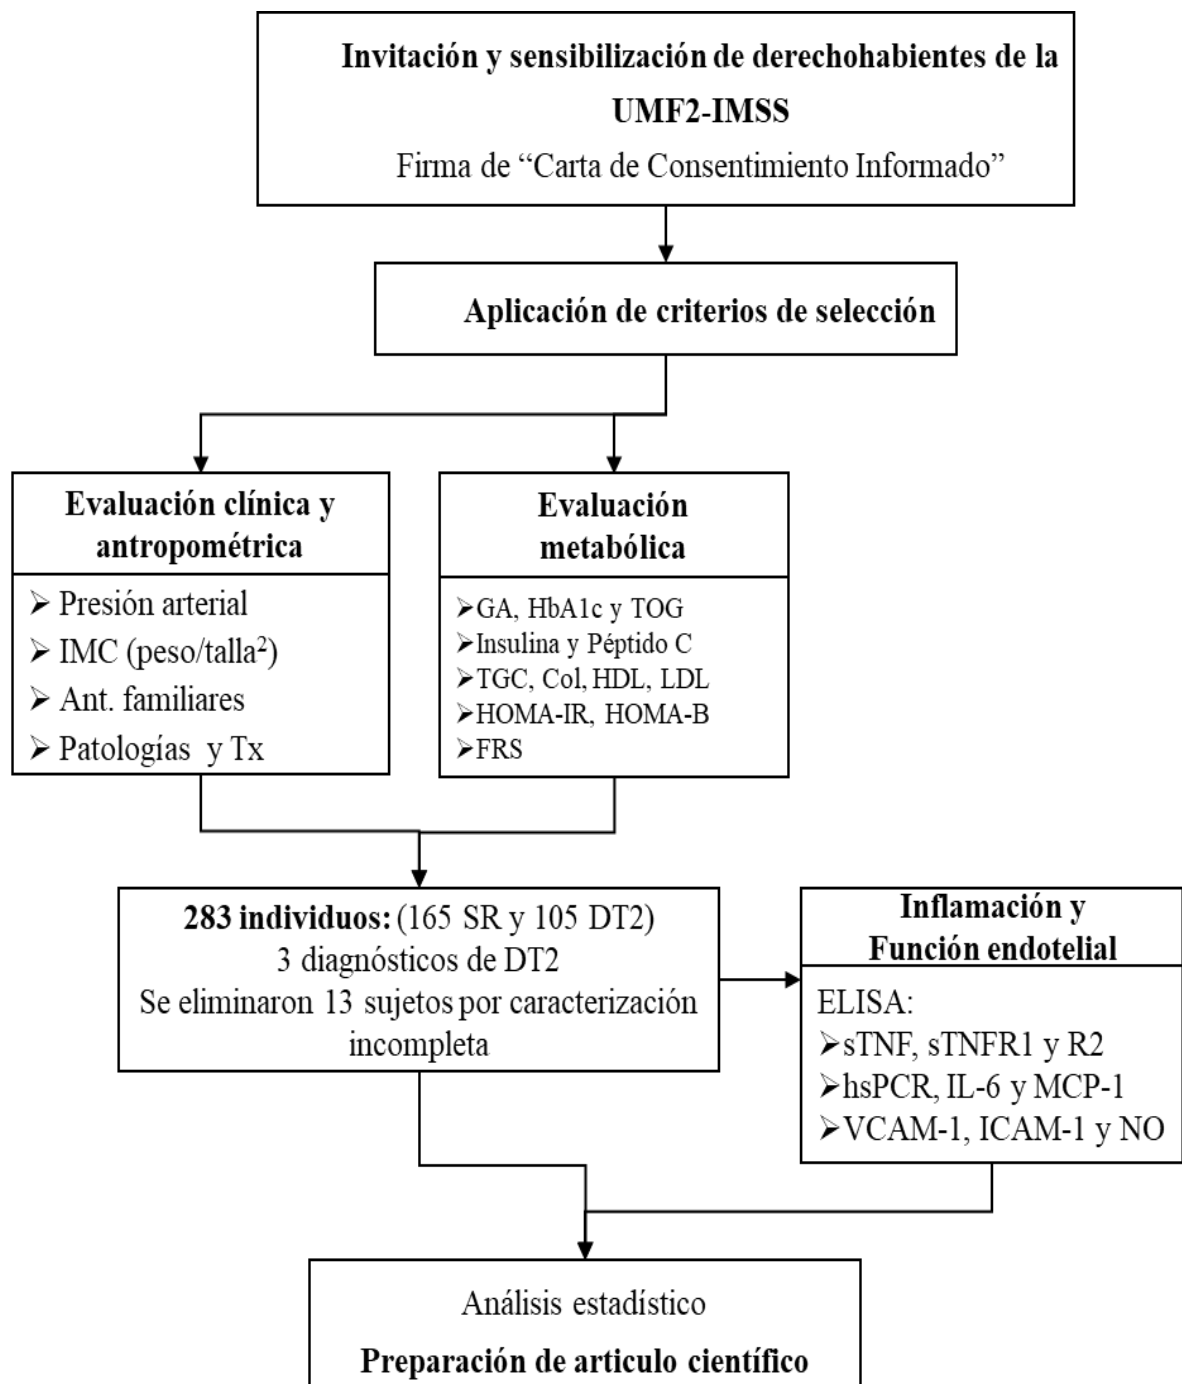 Invitación y sensibilización de derechohabientes de la
UMF2-IMSS
Firma de “Carta de Consentimiento Informado”
Aplicación de criterios de selección
Evaluación clínica y
antropométrica
➢ Presión arterial
➢ IMC (peso/talla²)
➢ Ant. familiares
➢ Patologías y Tx
Evaluación
metabólica
➢GA, HbA1c y TOG
➢Insulina y Péptido C
➢TGC, Col, HDL, LDL
➢HOMA-IR, HOMA-B
➢FRS
283 individuos: (165 SR y 105 DT2)
3 diagnósticos de DT2
Se eliminaron 13 sujetos por caracterización
incompleta
Inflamación y
Función endotelial
ELISA:
➢sTNF, sTNFR1 y R2
➢hsPCR, IL-6 y MCP-1
➢VCAM-1, ICAM-1 y NO
Análisis estadístico
Preparación de articulo científico